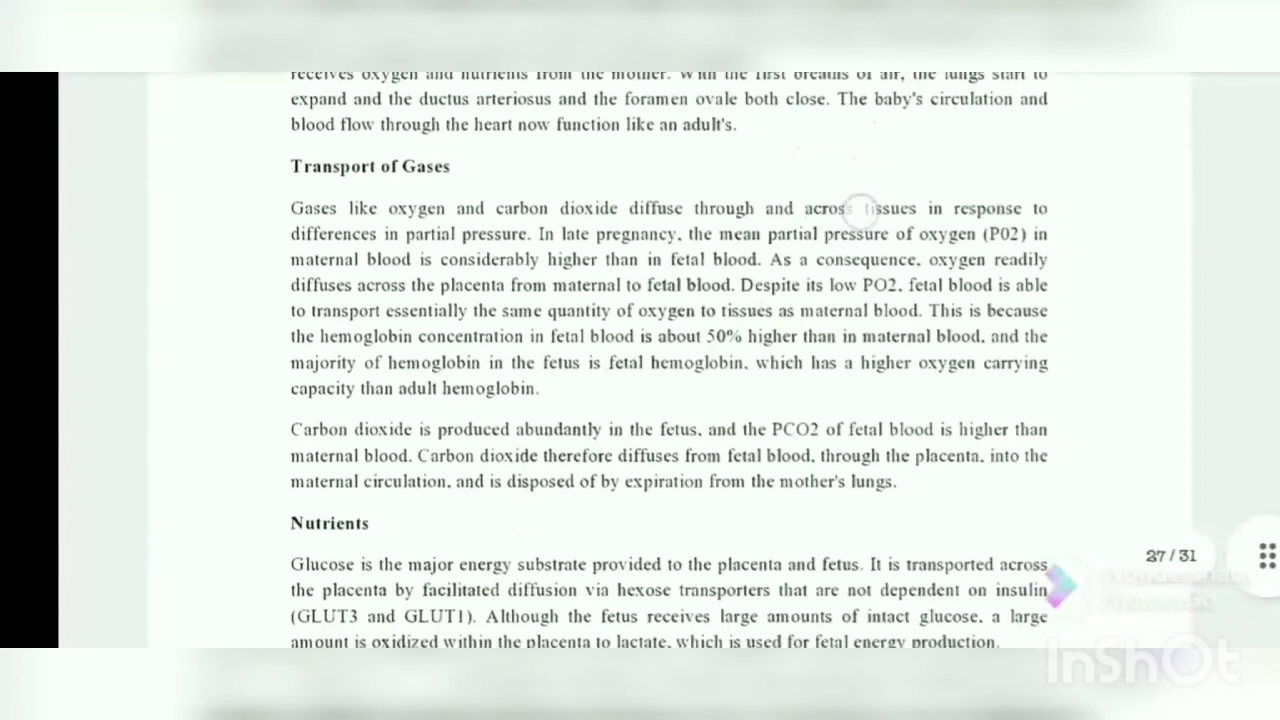 receives oxygen and nutrients from the mother. With the first breaths of air, the lungs start to
expand and the ductus arteriosus and the foramen ovale both close. The baby's circulation and
blood flow through the heart now function like an adult's.
Transport of Gases
Gases like oxygen and carbon dioxide diffuse through and across tissues in response to
differences in partial pressure. In late pregnancy, the mean partial pressure of oxygen (P02) in
maternal blood is considerably higher than in fetal blood. As a consequence, oxygen readily
diffuses across the placenta from maternal to fetal blood. Despite its low PO2, fetal blood is able
to transport essentially the same quantity of oxygen to tissues as maternal blood. This is because
the hemoglobin concentration in fetal blood is about 50% higher than in maternal blood, and the
majority of hemoglobin in the fetus is fetal hemoglobin, which has a higher oxygen carrying
capacity than adult hemoglobin.
Carbon dioxide is produced abundantly in the fetus, and the PCO2 of fetal blood is higher than
maternal blood. Carbon dioxide therefore diffuses from fetal blood, through the placenta, into the
maternal circulation, and is disposed of by expiration from the mother's lungs.
Nutrients
Glucose is the major energy substrate provided to the placenta and fetus. It is transported across
the placenta by facilitated diffusion via hexose transporters that are not dependent on insulin
(GLUT3 and GLUT1). Although the fetus receives large amounts of intact glucose, a large
amount is oxidized within the placenta to lactate, which is used for fetal energy production.
27 / 31
InShOt